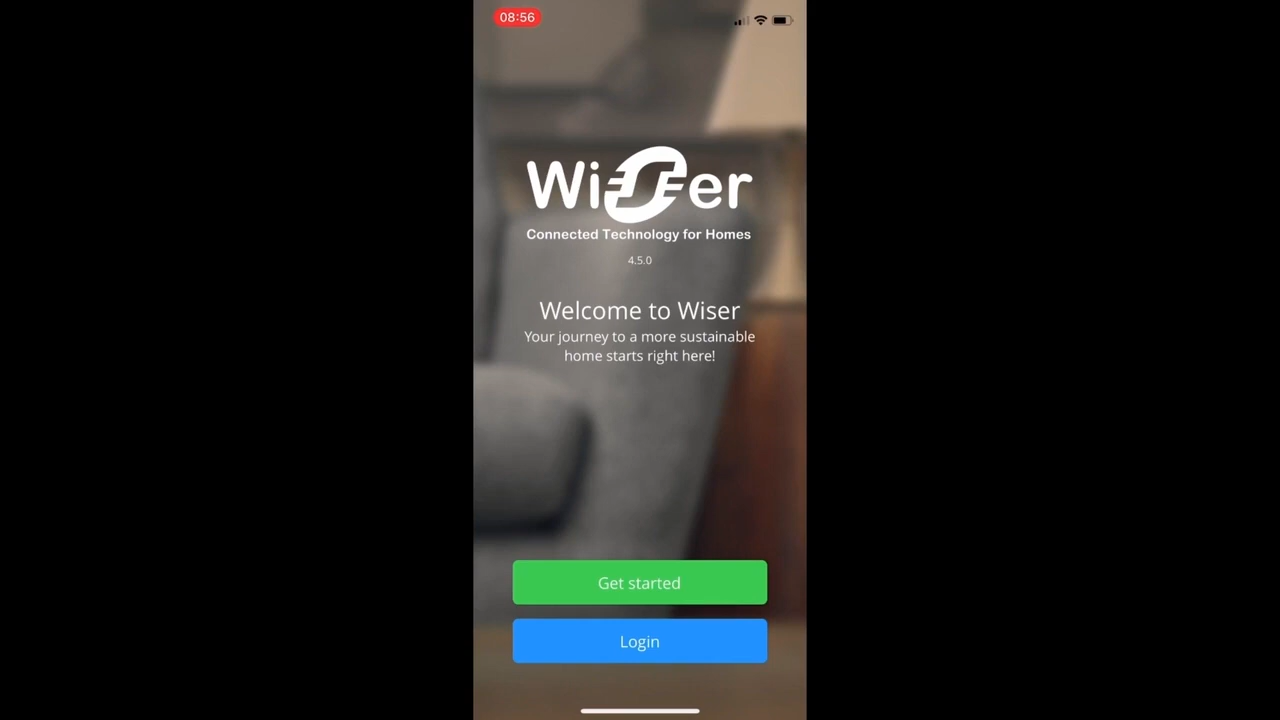 08:56
Wiser
Connected Technology for Homes
4.5.0
Welcome to Wiser
Your journey to a more sustainable
home starts right here!
Get started
Login